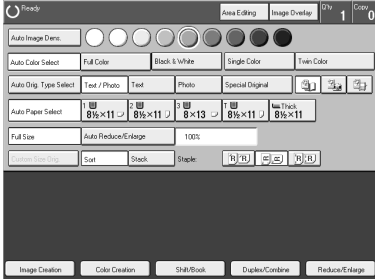 Ready Area Editing Image Overlay Q'ty 1 Copy 0
Auto Image Dens.
Auto Color Select Full Color Black & White Single Color Twin Color
Auto Orig. Type Select Text / Photo Text Photo Special Original
Auto Paper Select 1 8½×11 2 8½×11 3 8×13 T 8½×11 Thick 8½×11
Full Size Auto Reduce/Enlarge 100%
Custom Size Orig. Sort Stack Staple: R R R R R R
Image Creation Color Creation Shift/Book Duplex/Combine Reduce/Enlarge